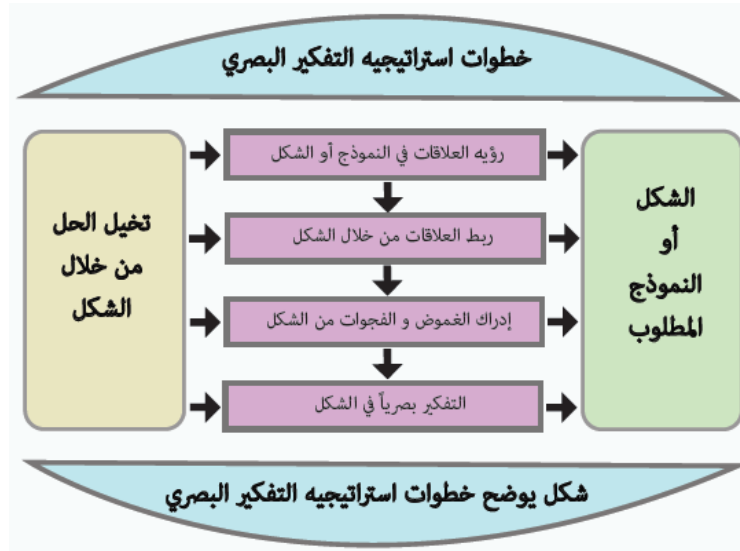 خطوات استراتيجيه التفكير البصري
الشكل
أو
النموذج
المطلوب
رؤيه العلاقات في النموذج أو الشكل
ربط العلاقات من خلال الشكل
إدراك الغموض و الفجوات من الشكل
التفكير بصرياً في الشكل
تخيل الحل
من خلال
الشكل
شكل يوضح خطوات استراتيجيه التفكير البصري